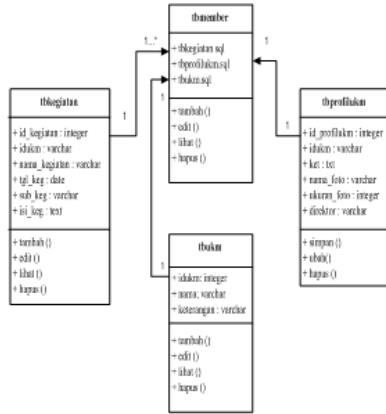 tbmember
+ tbkegiatan.sql
+ tbprofilukm.sql
+ tbukm.sql
+ tambah ()
+ edit ()
+ lihat ()
+ hapus ()
1...*
1
1
1
1
1
tbkegiatan
+ id_kegiatan : integer
+ idukm : varchar
+ nama_kegiatan : varchar
+ tgl_keg : date
+ sub_keg : varchar
+ isi_keg : text
+ tambah ()
+ edit ()
+ lihat ()
+ hapus ()
tbprofilukm
+ id_profilukm : integer
+ idukm : varchar
+ ket : txt
+ nama_foto : varchar
+ ukuran_foto : integer
+ direktor : varchar
+ simpan ()
+ ubah()
+ hapus ()
tbukm
+ idukm: integer
+ nama; varchar
+ keterangan : varchar
+ tambah ()
+ edit ()
+ lihat ()
+ hapus ()